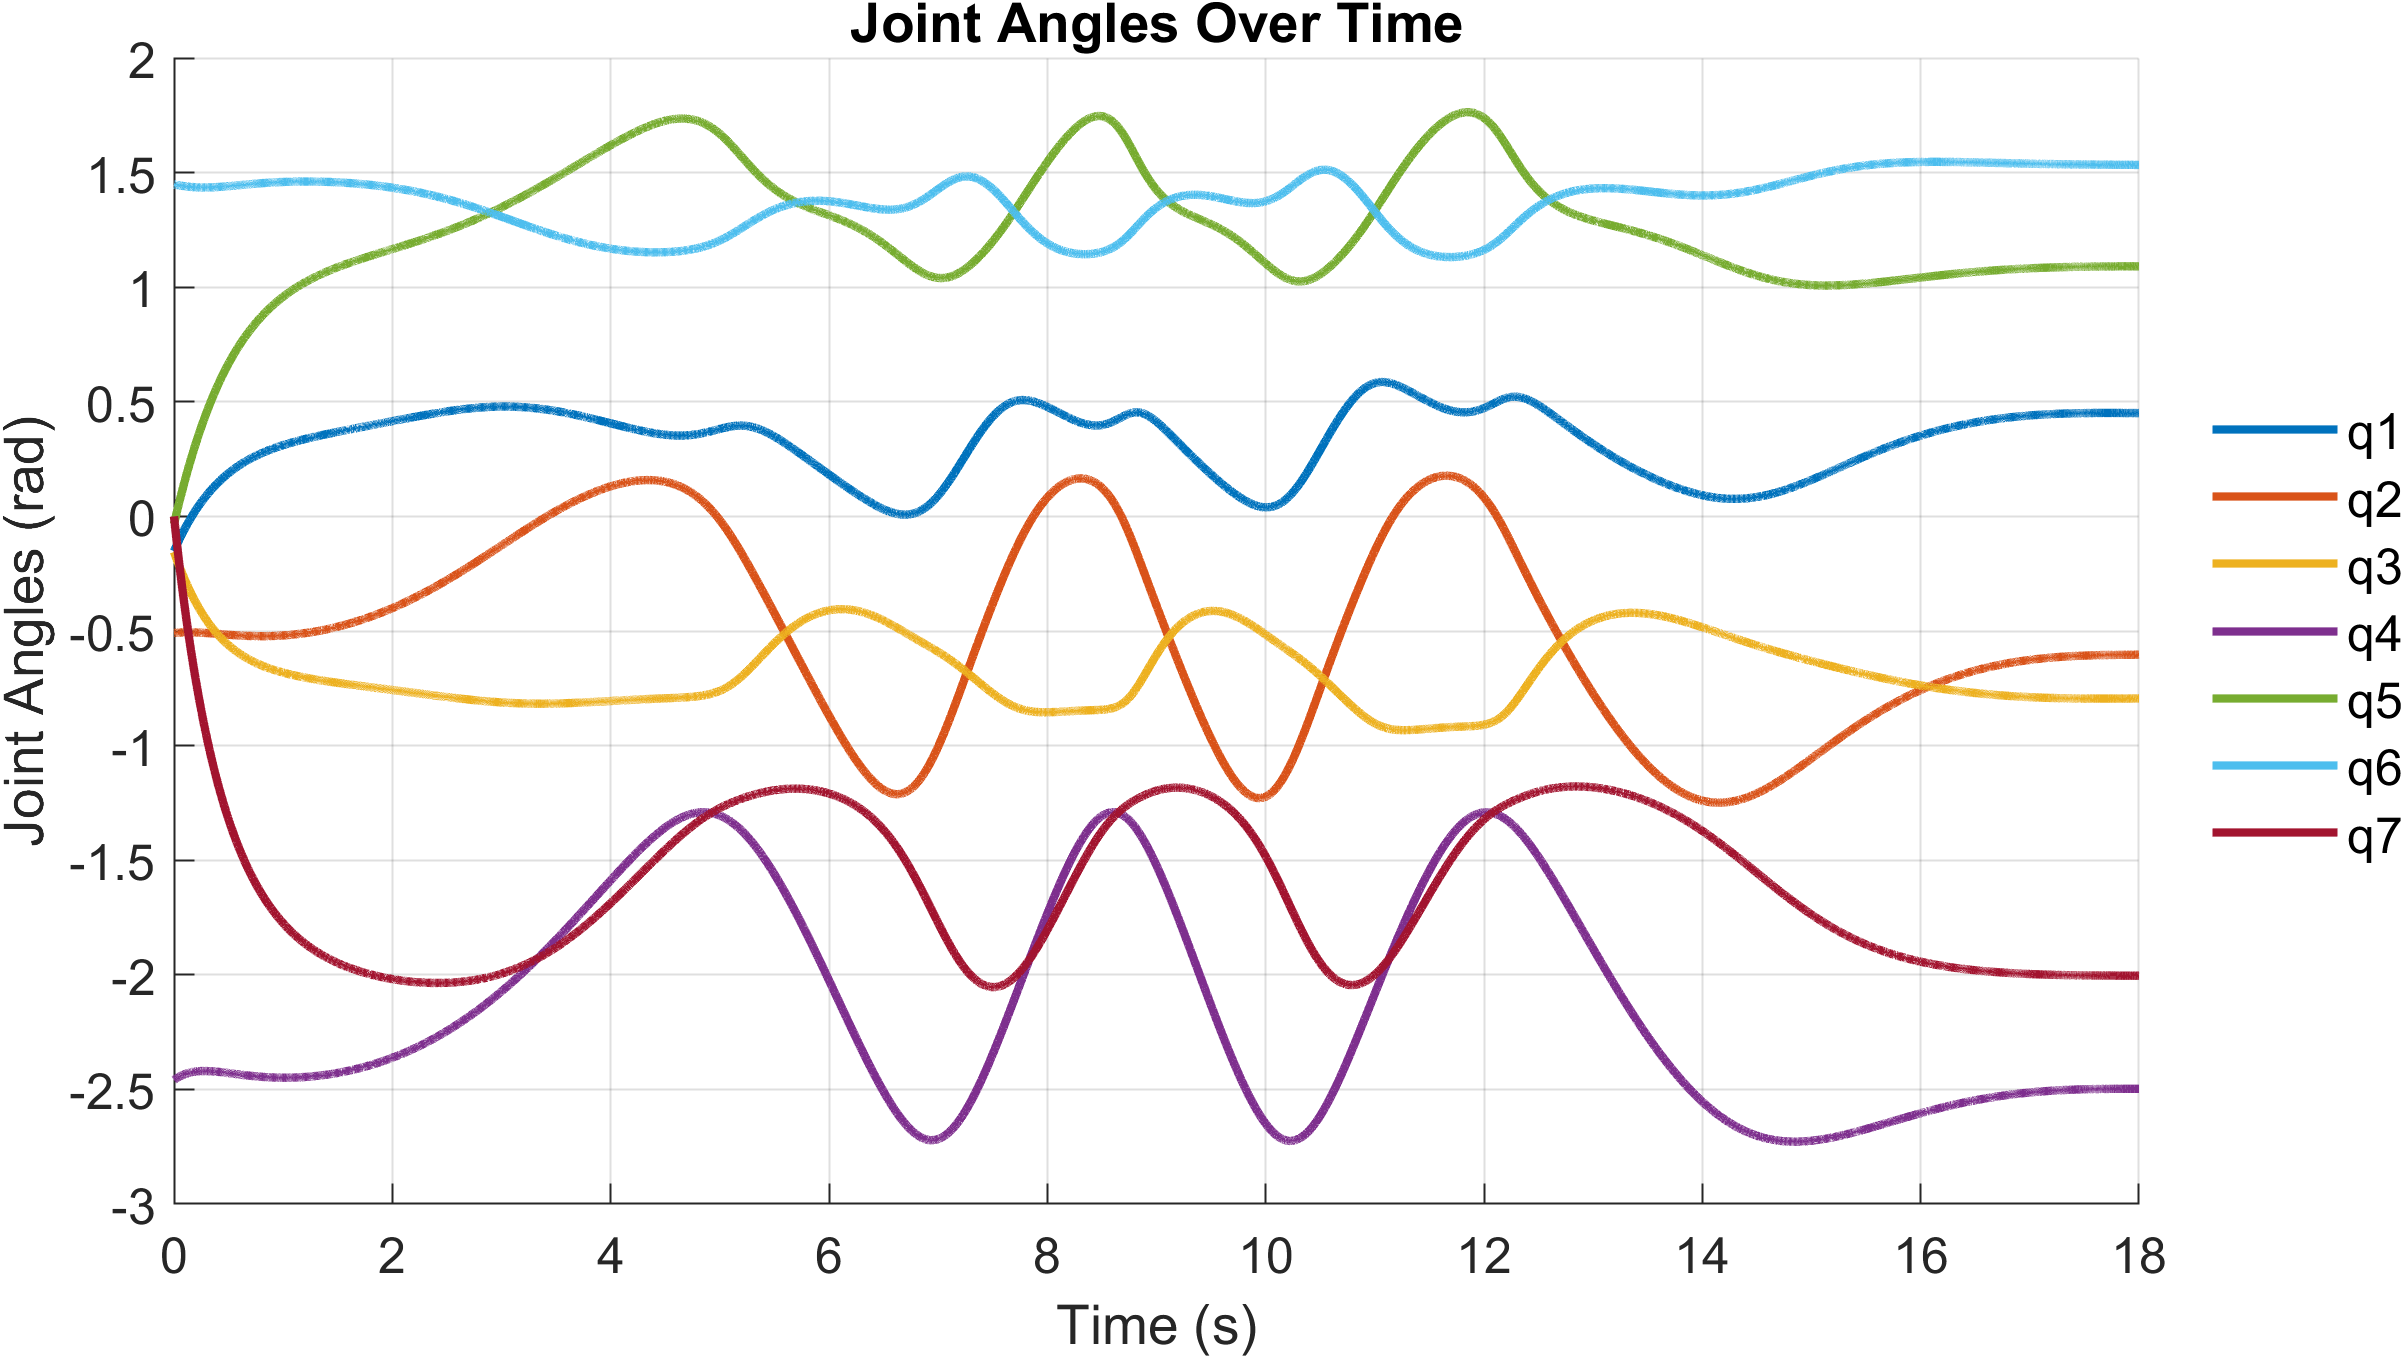 Joint Angles Over Time
Joint Angles (rad)
2
1.5
1
0.5
0
-0.5
-1
-1.5
-2
-2.5
-3
0 2 4 6 8 10 12 14 16 18
Time (s)
q1
q2
q3
q4
q5
q6
q7